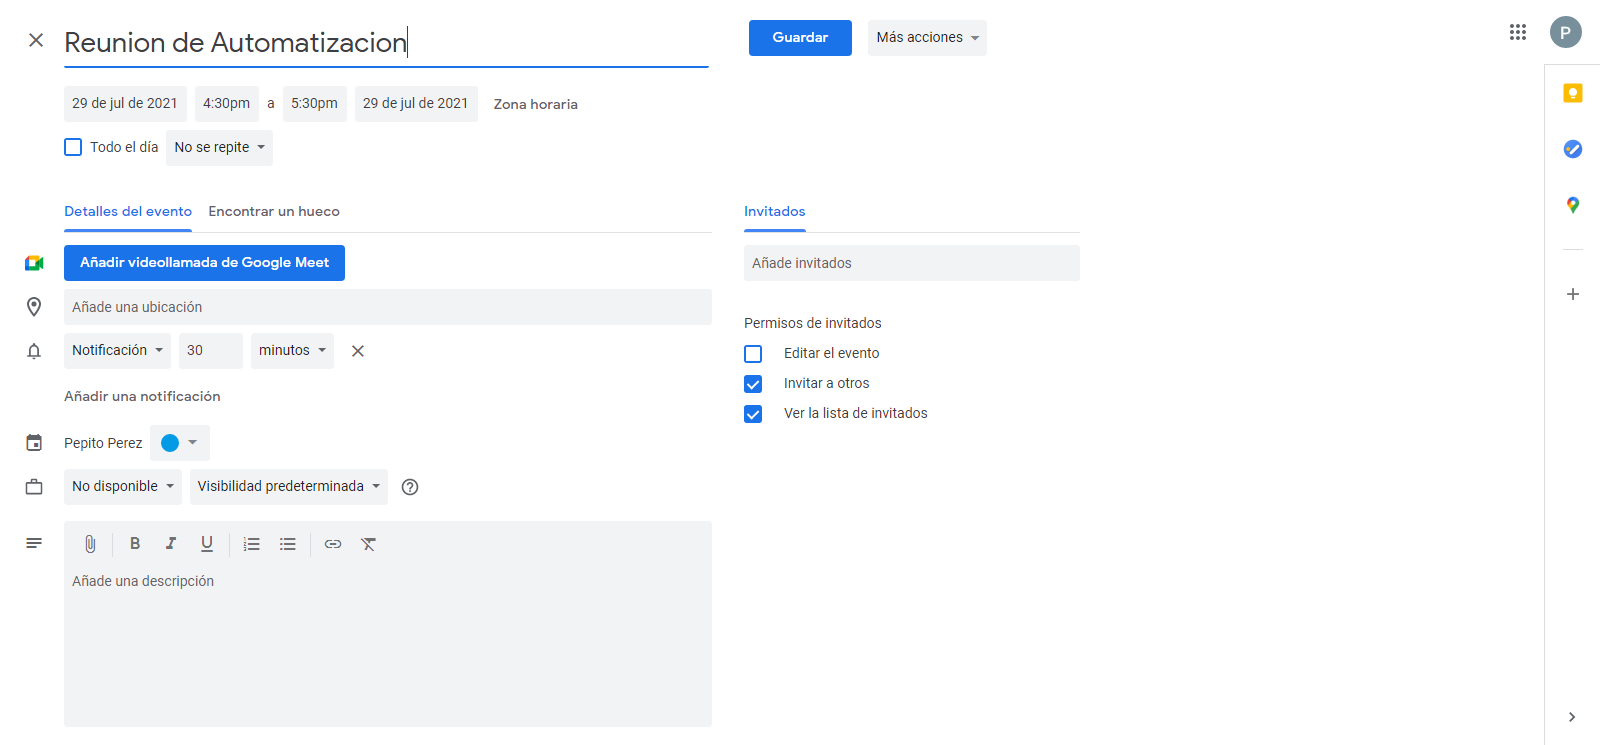 Reunion de Automatizacion
Guardar
Más acciones
P
29 de jul de 2021 4:30pm a 5:30pm 29 de jul de 2021 Zona horaria
Todo el día No se repite
Detalles del evento Encontrar un hueco
Invitados
Añadir videollamada de Google Meet
Añade invitados
Añade una ubicación
Notificación 30 minutos
Añadir una notificación
Permisos de invitados
Editar el evento
Invitar a otros
Ver la lista de invitados
Pepito Perez
No disponible Visibilidad predeterminada
B I U
Añade una descripción